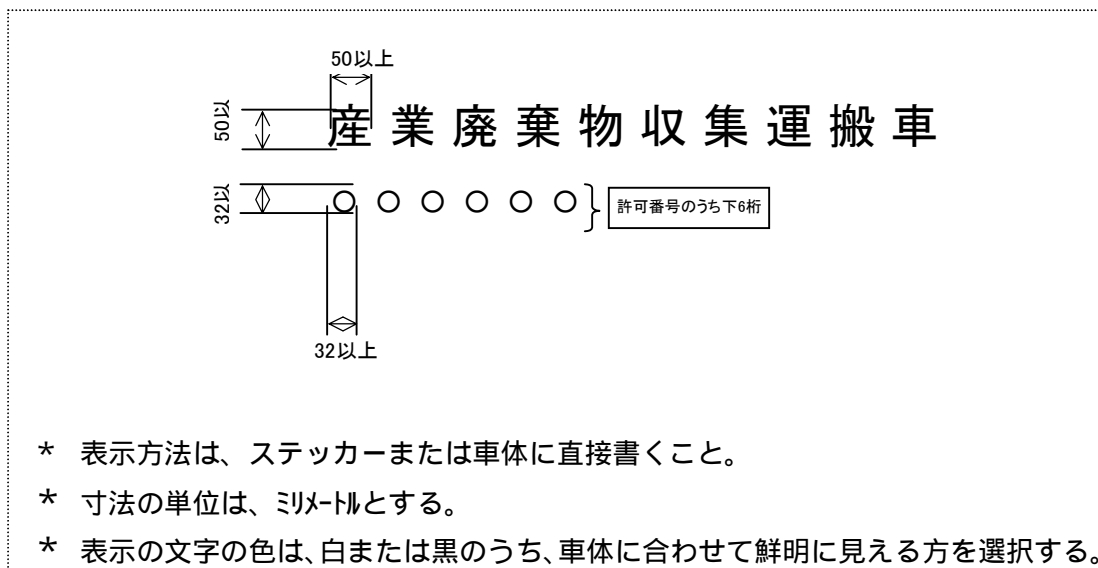 50以上
50以
産業廃棄物収集運搬車
32以
○○○○○○
許可番号のうち下6桁
32以上
* 表示方法は、ステッカーまたは車体に直接書くこと。
* 寸法の単位は、ミリメートルとする。
* 表示の文字の色は、白または黒のうち、車体に合わせて鮮明に見える方を選択する。